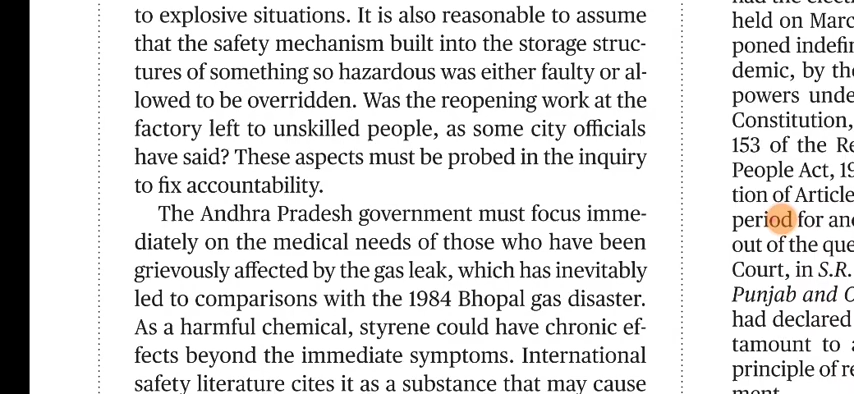 to explosive situations. It is also reasonable to assume
that the safety mechanism built into the storage struc-
tures of something so hazardous was either faulty or al-
lowed to be overridden. Was the reopening work at the
factory left to unskilled people, as some city officials
have said? These aspects must be probed in the inquiry
to fix accountability.
The Andhra Pradesh government must focus imme-
diately on the medical needs of those who have been
grievously affected by the gas leak, which has inevitably
led to comparisons with the 1984 Bhopal gas disaster.
As a harmful chemical, styrene could have chronic ef-
fects beyond the immediate symptoms. International
safety literature cites it as a substance that may cause
held on Marc
poned indefin
demic, by the
powers unde
Constitution,
153 of the Re
People Act, 19
tion of Article
period for ano
out of the que
Court, in S.R.
Punjab and O
had declared
tamount to a
principle of re